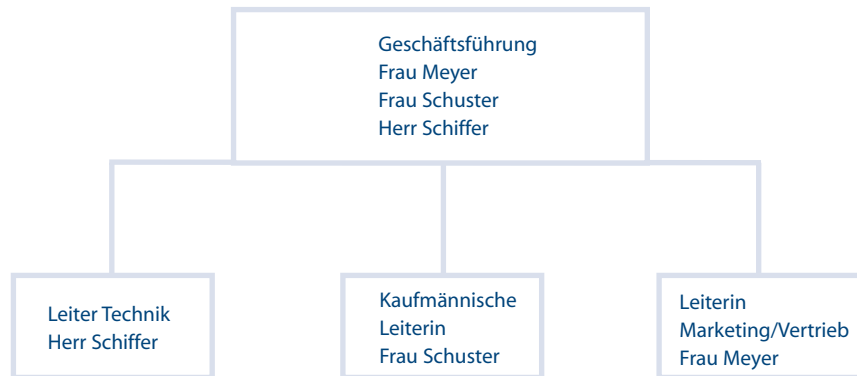 Geschäftsführung
Frau Meyer
Frau Schuster
Herr Schiffer
Leiter Technik
Herr Schiffer
Kaufmännische
Leiterin
Frau Schuster
Leiterin
Marketing/Vertrieb
Frau Meyer